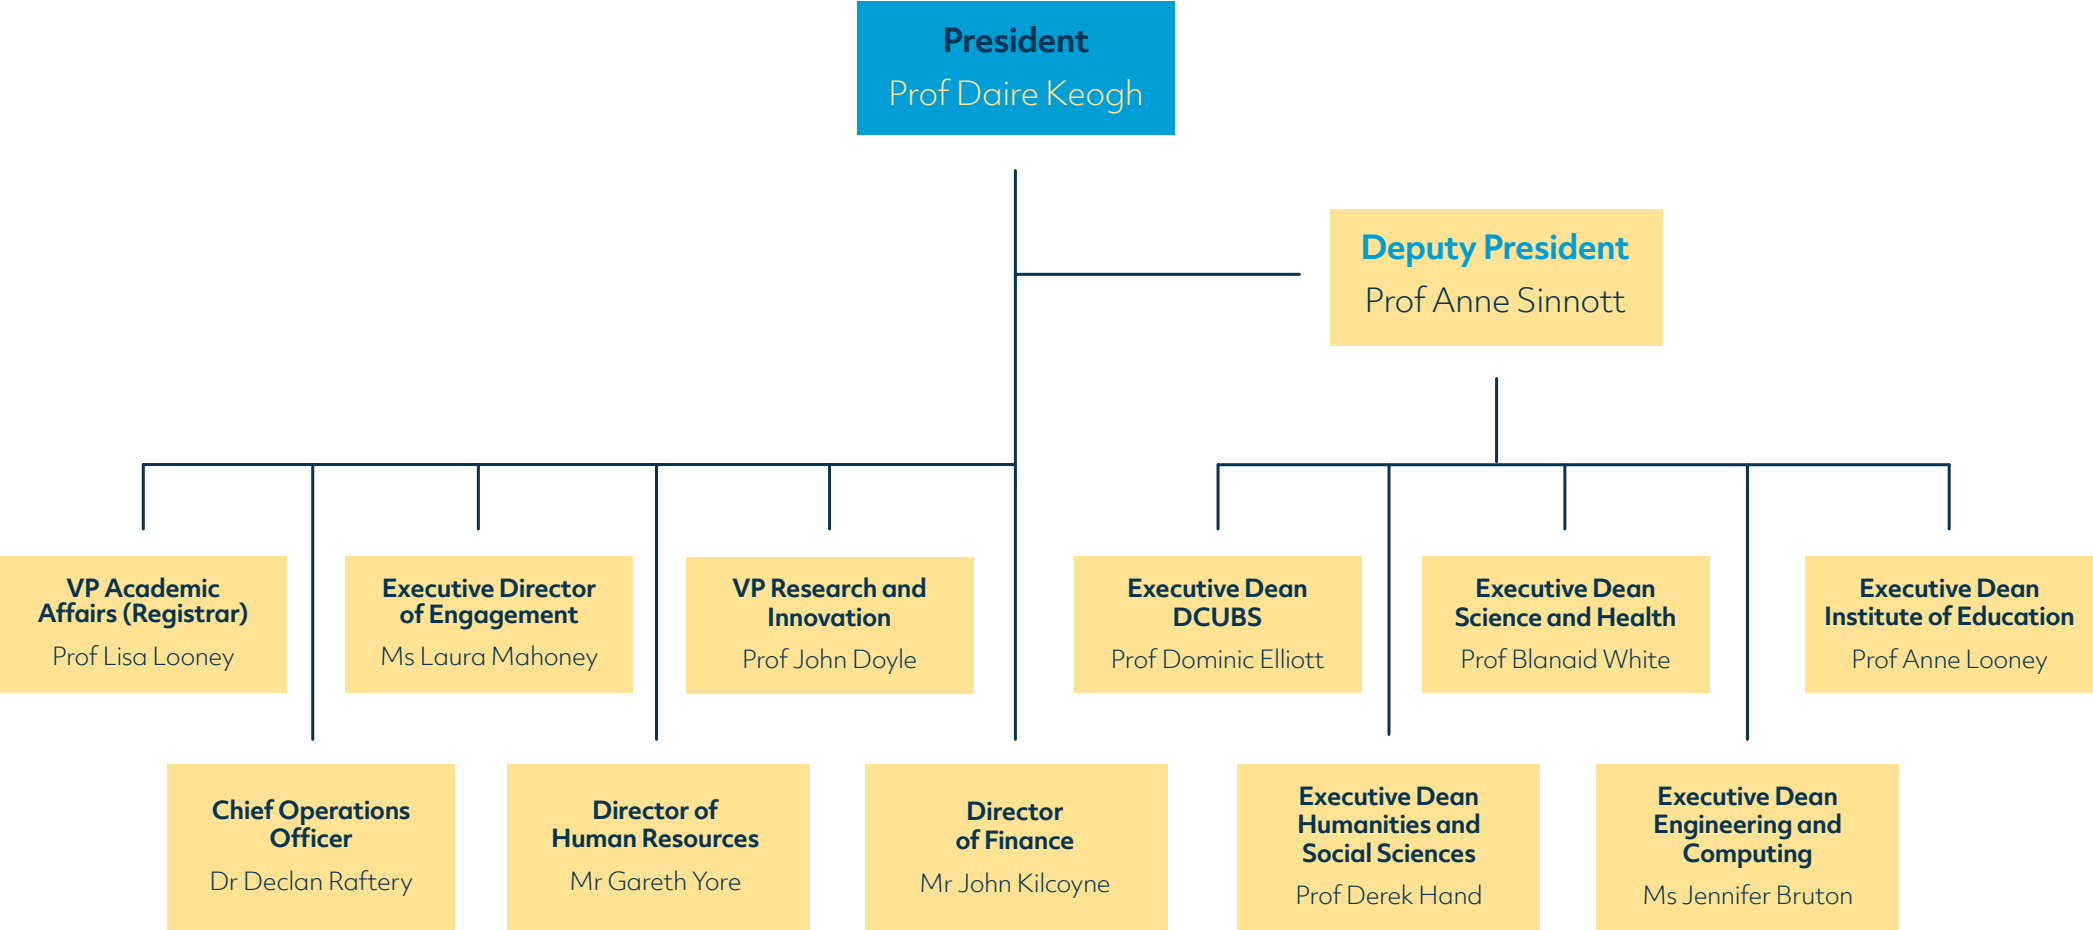 President
Prof Daire Keogh
Deputy President
Prof Anne Sinnott
VP Academic
Affairs (Registrar)
Prof Lisa Looney
Executive Director
of Engagement
Ms Laura Mahoney
VP Research and
Innovation
Prof John Doyle
Executive Dean
DCUBS
Prof Dominic Elliott
Executive Dean
Science and Health
Prof Blanaid White
Executive Dean
Institute of Education
Prof Anne Looney
Chief Operations
Officer
Dr Declan Raftery
Director of
Human Resources
Mr Gareth Yore
Director
of Finance
Mr John Kilcoyne
Executive Dean
Humanities and
Social Sciences
Prof Derek Hand
Executive Dean
Engineering and
Computing
Ms Jennifer Bruton